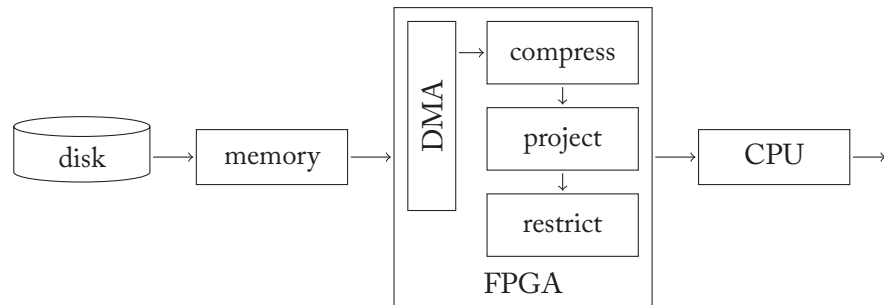 disk
memory
DMA
compress
project
restrict
FPGA
CPU